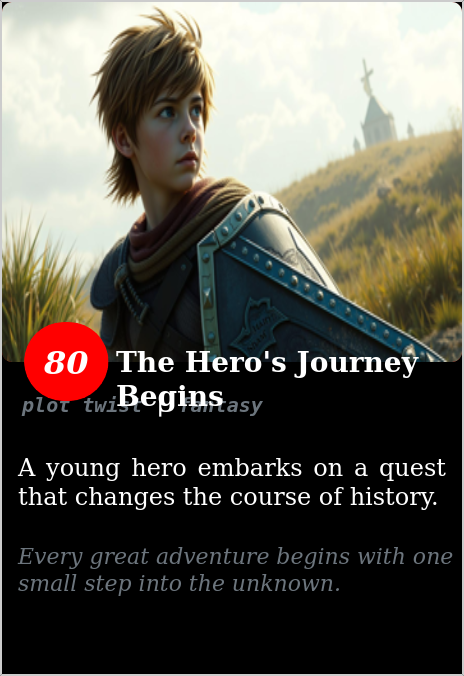 80
The Hero's Journey
Begins
plot twist | fantasy
A young hero embarks on a quest
that changes the course of history.
Every great adventure begins with one
small step into the unknown.